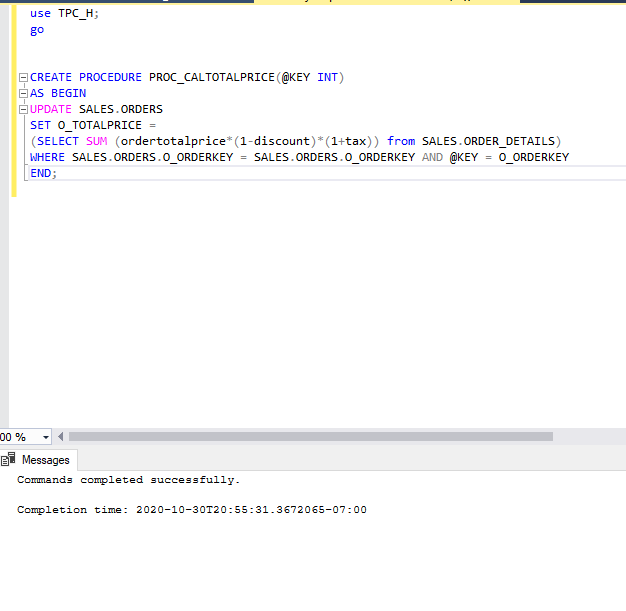 use TPC_H;
go
CREATE PROCEDURE PROC_CALTOTALPRICE(@KEY INT)
AS BEGIN
UPDATE SALES.ORDERS
SET O_TOTALPRICE =
(SELECT SUM (ordertotalprice*(1-discount)*(1+tax)) from SALES.ORDER_DETAILS)
WHERE SALES.ORDERS.O_ORDERKEY = SALES.ORDERS.O_ORDERKEY AND @KEY = O_ORDERKEY
END;
00 %
Messages
Commands completed successfully.
Completion time: 2020-10-30T20:55:31.3672065-07:00